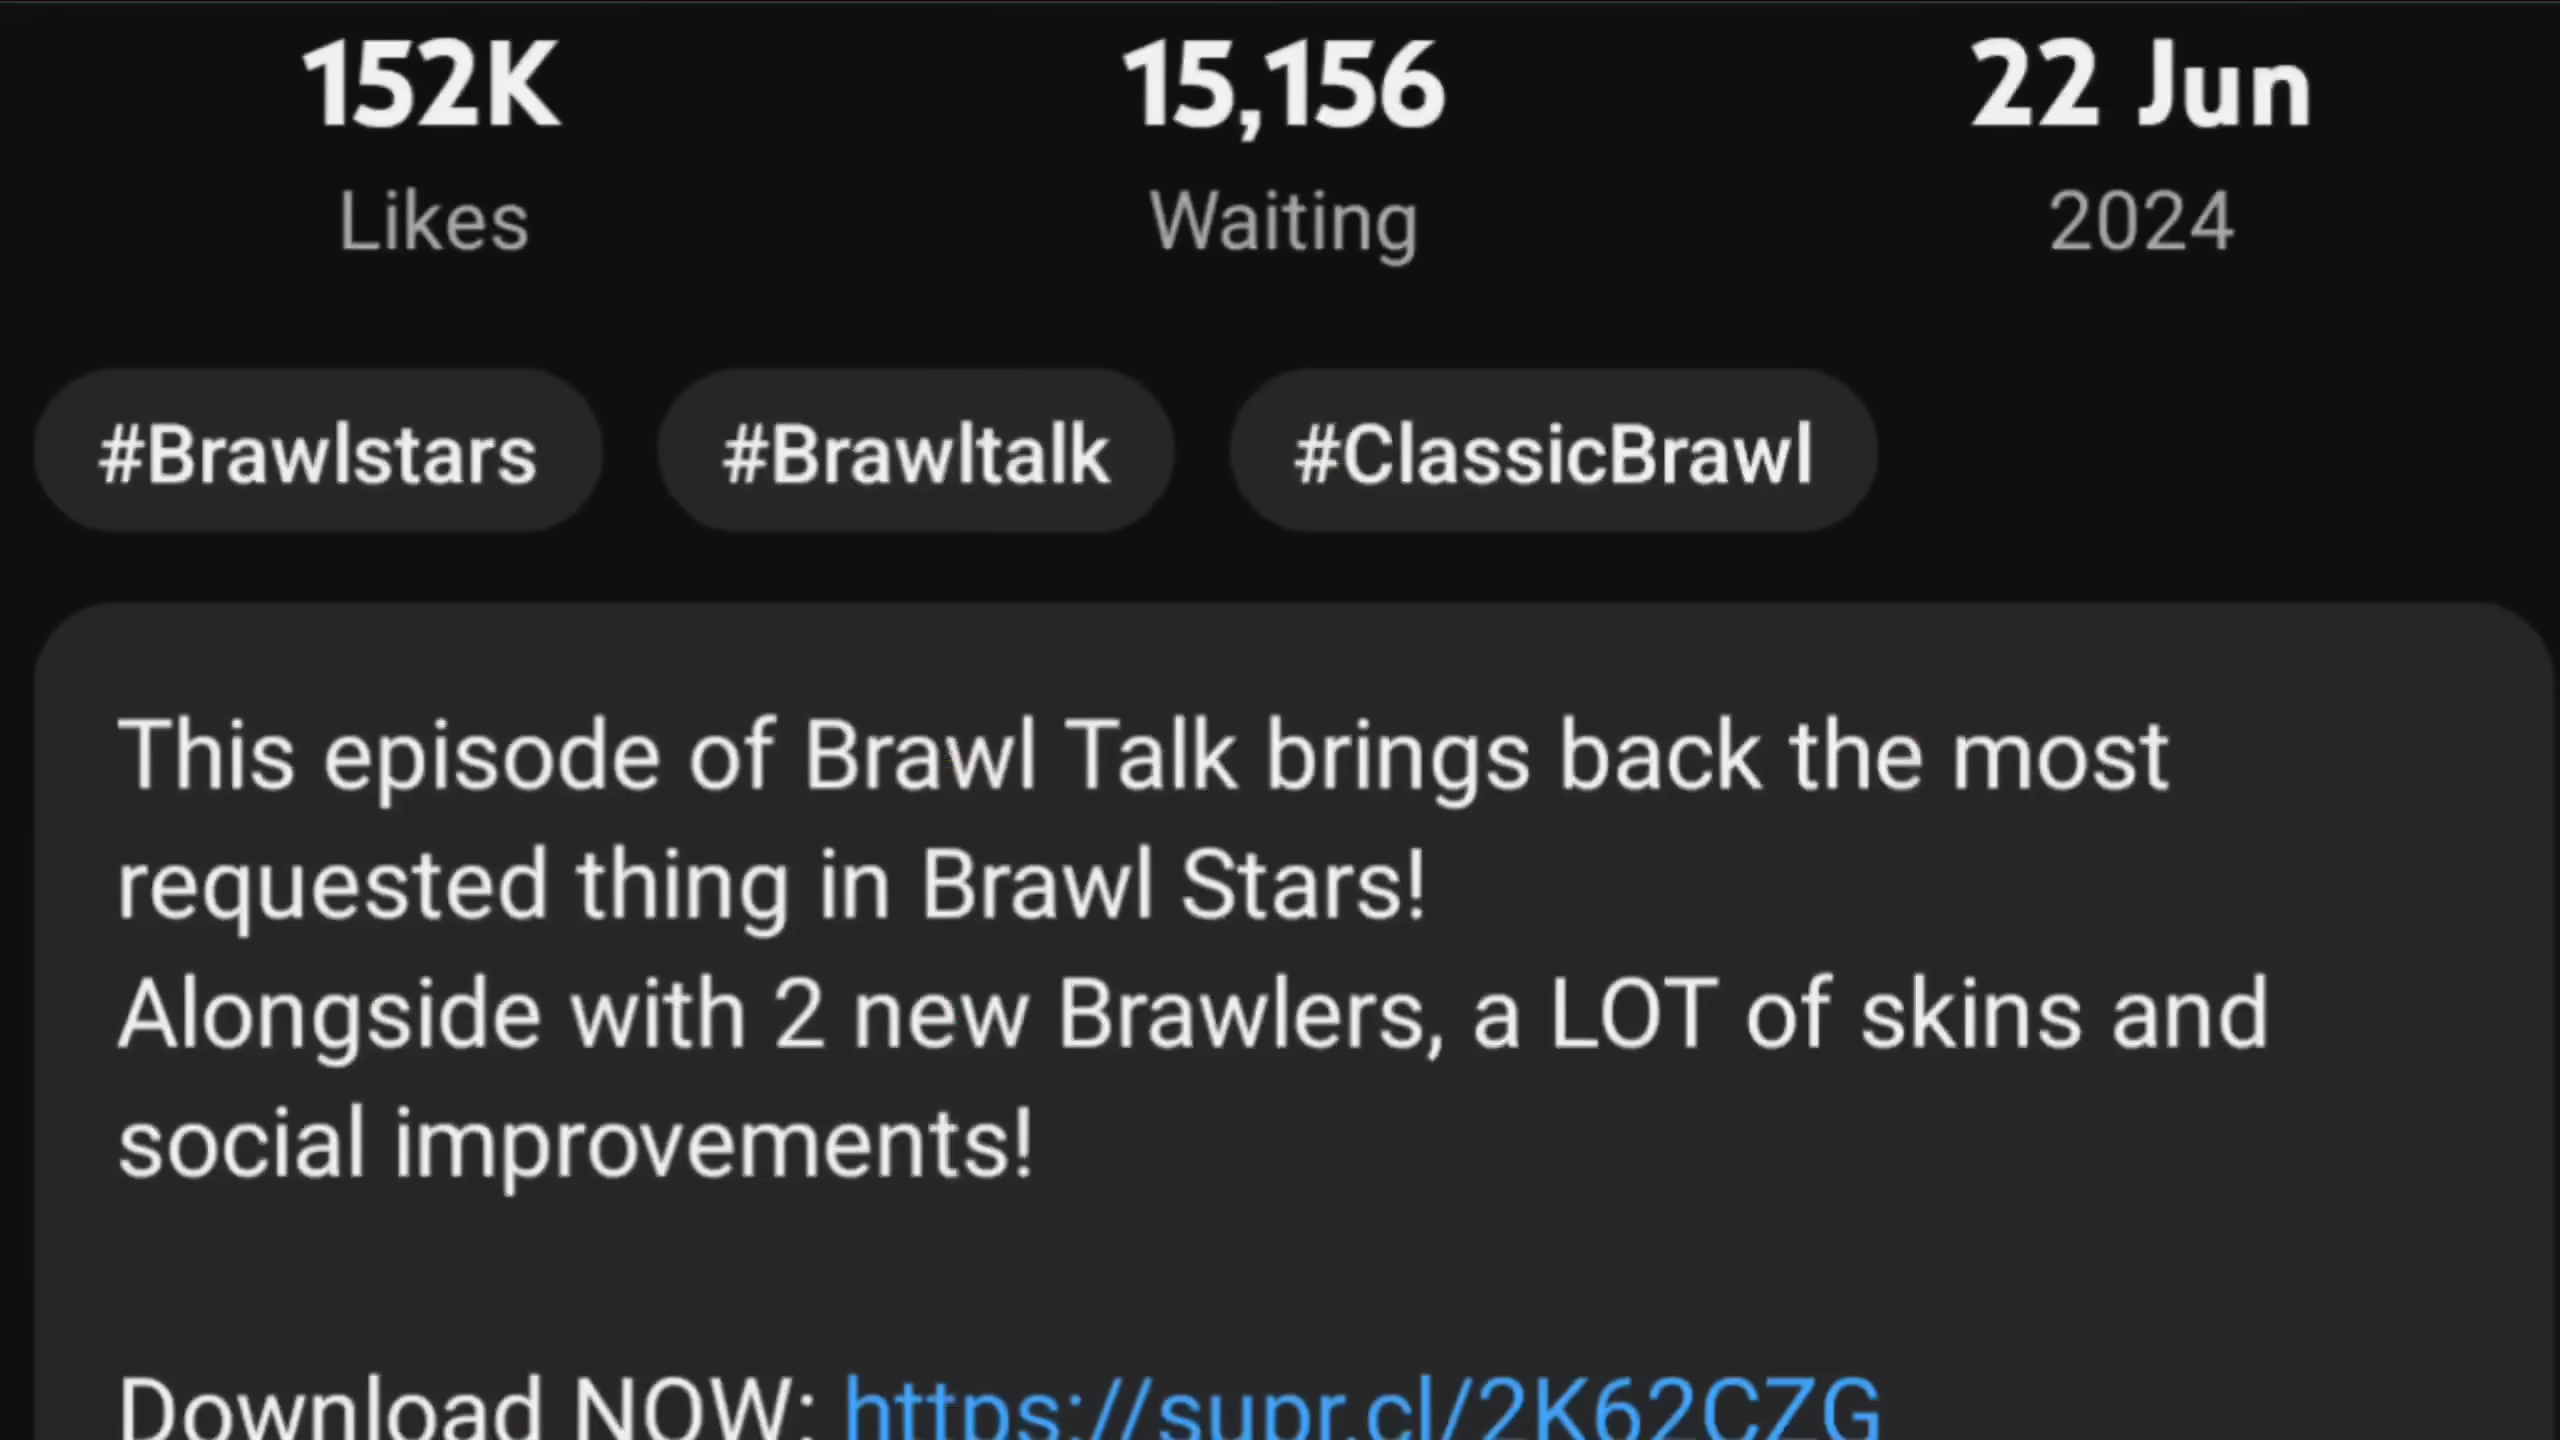 152K 15,156 22 Jun
Likes Waiting 2024
#Brawlstars #Brawltalk #ClassicBrawl
This episode of Brawl Talk brings back the most
requested thing in Brawl Stars!
Alongside with 2 new Brawlers, a LOT of skins and
social improvements!
Download NOW: https://supr.cl/2K62CZG